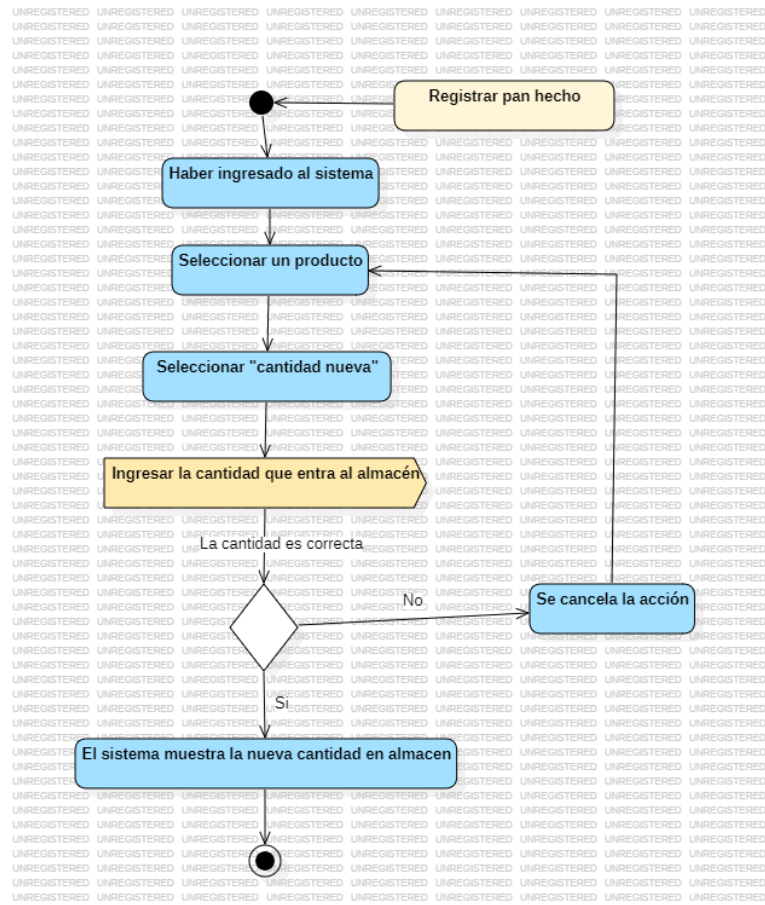 Registrar pan hecho
Haber ingresado al sistema
Seleccionar un producto
Seleccionar "cantidad nueva"
Ingresar la cantidad que entra al almacén
La cantidad es correcta
No
Se cancela la acción
Si
El sistema muestra la nueva cantidad en almacen
UNREGISTERED